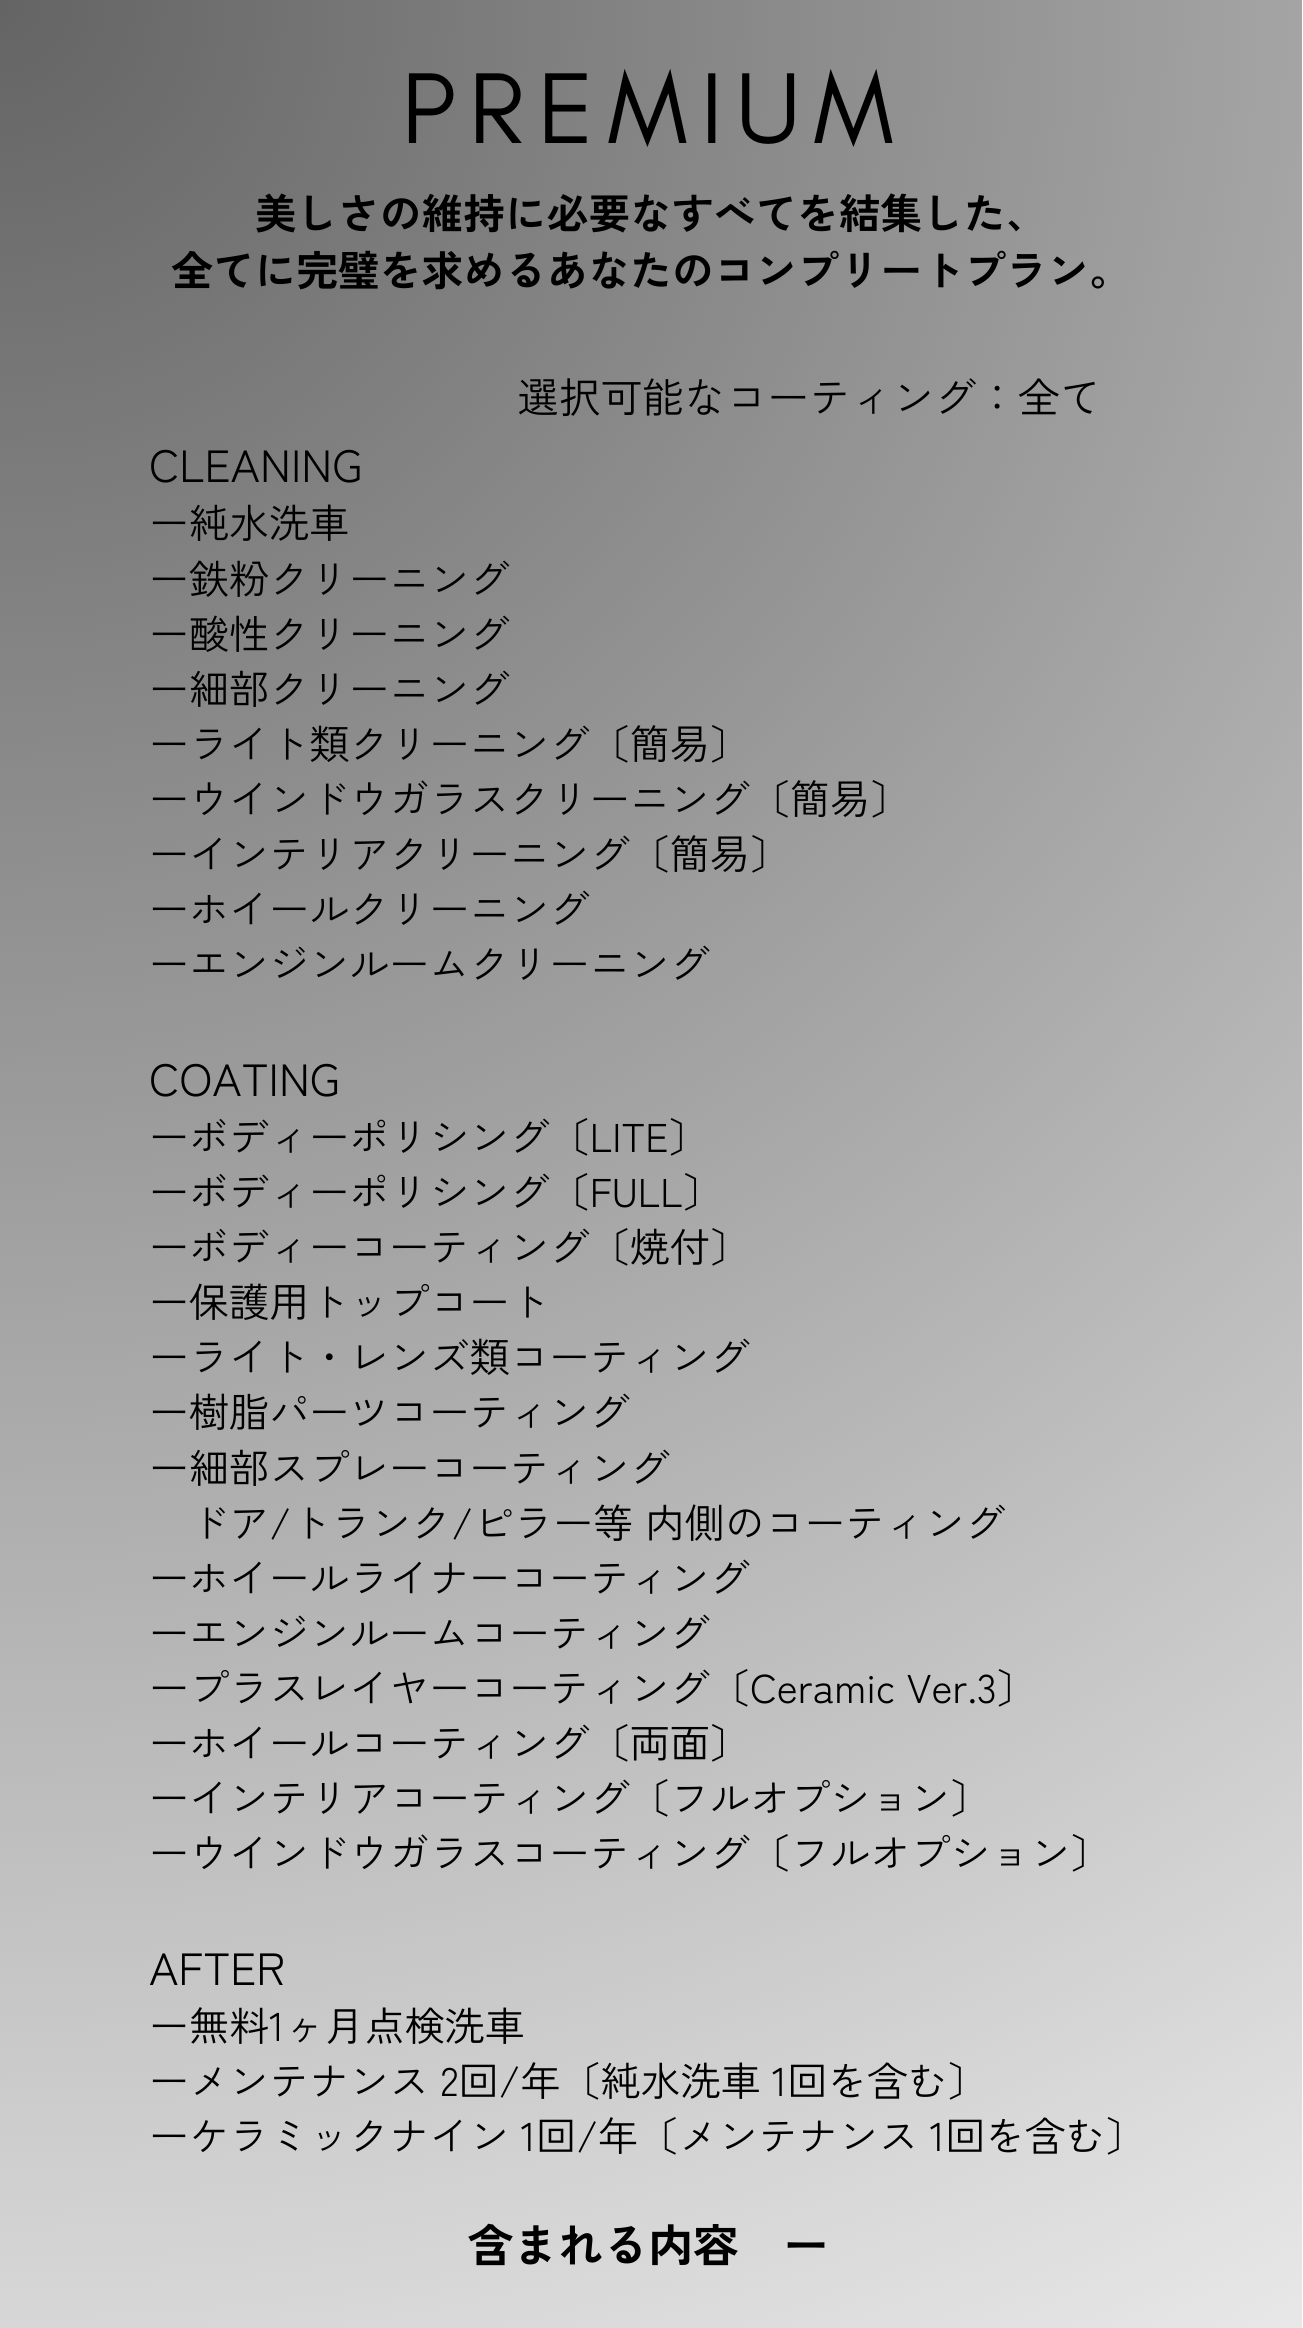 PREMIUM
美しさの維持に必要なすべてを結集した、
全てに完璧を求めるあなたのコンプリートプラン。
選択可能なコーティング：全て
CLEANING
ー純水洗車
ー鉄粉クリーニング
ー酸性クリーニング
ー細部クリーニング
ーライト類クリーニング〔簡易〕
ーウインドウガラスクリーニング〔簡易〕
ーインテリアクリーニング〔簡易〕
ーホイールクリーニング
ーエンジンルームクリーニング
COATING
ーボディーポリシング〔LITE〕
ーボディーポリシング〔FULL〕
ーボディーコーティング〔焼付〕
ー保護用トップコート
ーライト・レンズ類コーティング
ー樹脂パーツコーティング
ー細部スプレーコーティング
ドア/トランク/ピラー等 内側のコーティング
ーホイールライナーコーティング
ーエンジンルームコーティング
ープラスレイヤーコーティング〔Ceramic Ver.3〕
ーホイールコーティング〔両面〕
ーインテリアコーティング〔フルオプション〕
ーウインドウガラスコーティング〔フルオプション〕
AFTER
ー無料1ヶ月点検洗車
ーメンテナンス 2回/年〔純水洗車 1回を含む〕
ーケラミックナイン 1回/年〔メンテナンス 1回を含む〕
含まれる内容　ー